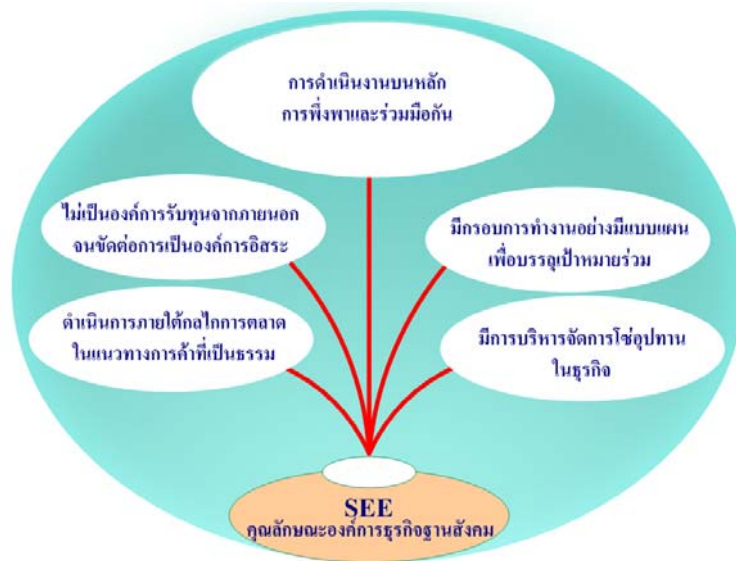 การดำเนินงานบนหลัก
การพึ่งพาและร่วมมือกัน
ไม่เป็นองค์การรับทุนจากภายนอก
จนขัดต่อการเป็นองค์การอิสระ
มีกรอบการทำงานอย่างมีแบบแผน
เพื่อบรรลุเป้าหมายร่วม
ดำเนินการภายใต้กลไกการตลาด
ในแนวทางการค้าที่เป็นธรรม
มีการบริหารจัดการโซ่อุปทาน
ในธุรกิจ
SEE
คุณลักษณะองค์การธุรกิจฐานสังคม